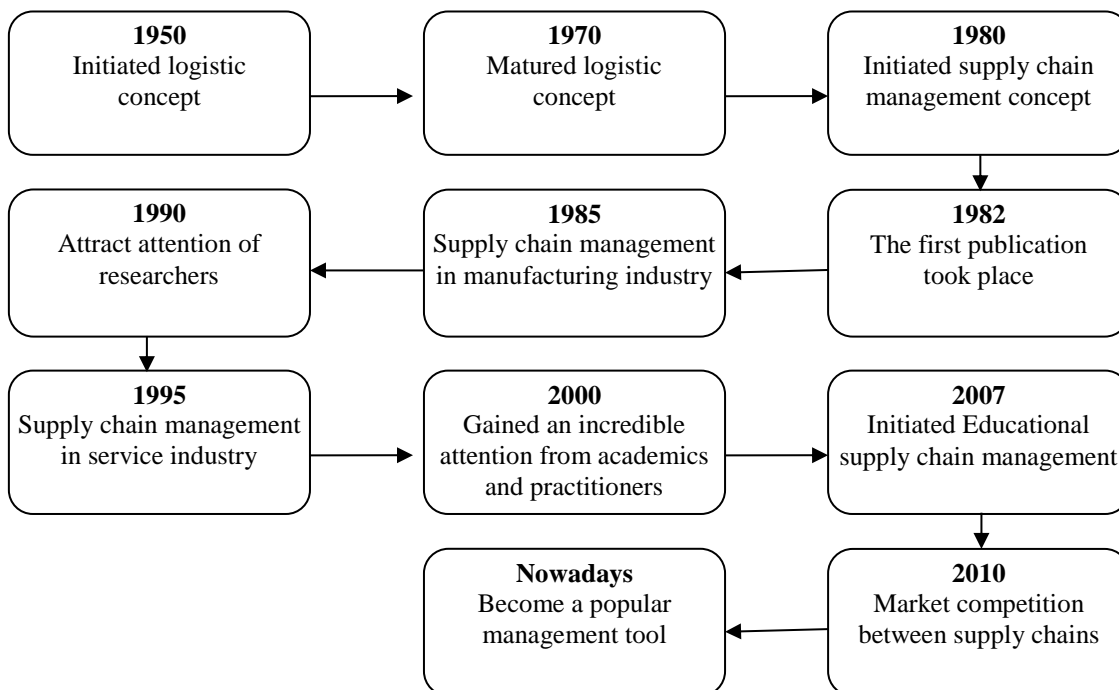 1950
Initiated logistic
concept
1970
Matured logistic
concept
1980
Initiated supply chain
management concept
1982
The first publication
took place
1985
Supply chain management
in manufacturing industry
1990
Attract attention of
researchers
1995
Supply chain management
in service industry
2000
Gained an incredible
attention from academics
and practitioners
2007
Initiated Educational
supply chain management
2010
Market competition
between supply chains
Nowadays
Become a popular
management tool